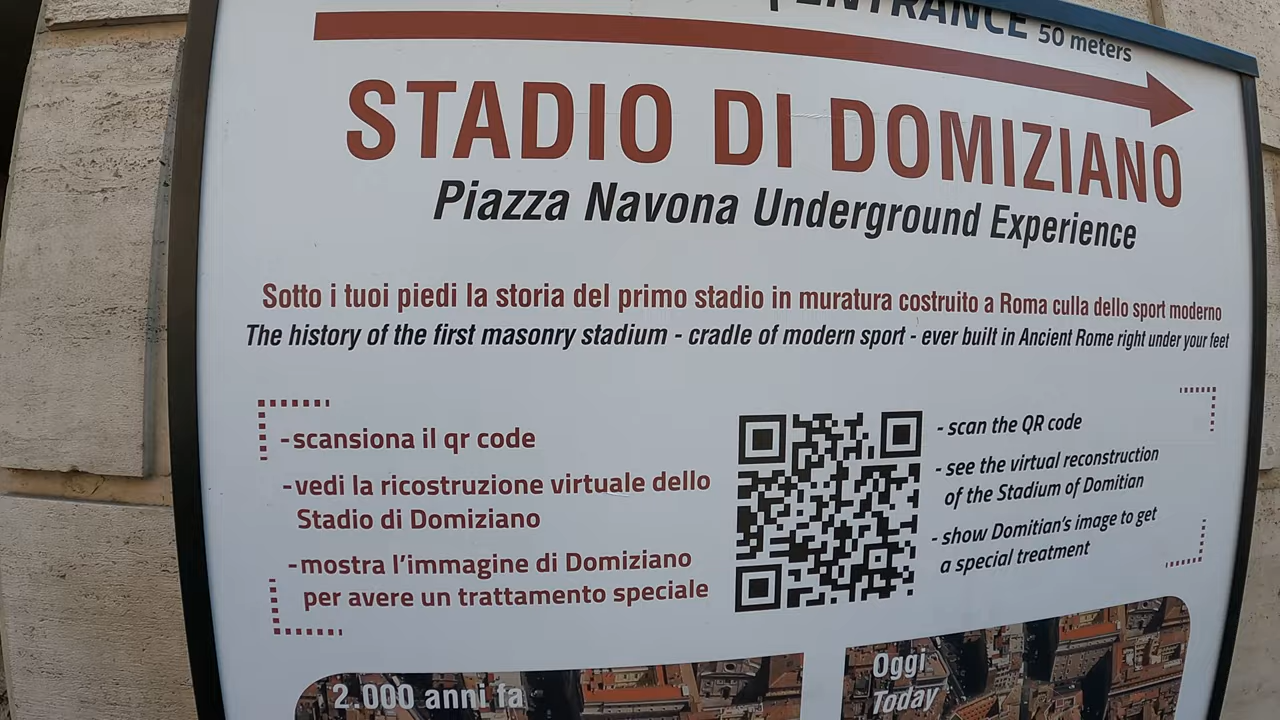 ENTRANCE 50 meters
STADIO DI DOMIZIANO
Piazza Navona Underground Experience
Sotto i tuoi piedi la storia del primo stadio in muratura costruito a Roma culla dello sport moderno
The history of the first masonry stadium - cradle of modern sport - ever built in Ancient Rome right under your feet
-scansiona il qr code
-vedi la ricostruzione virtuale dello
Stadio di Domiziano
-mostra l'immagine di Domiziano
per avere un trattamento speciale
- scan the QR code
- see the virtual reconstruction
of the Stadium of Domitian
- show Domitian's image to get
a special treatment
2.000 anni fa
Oggi
Today